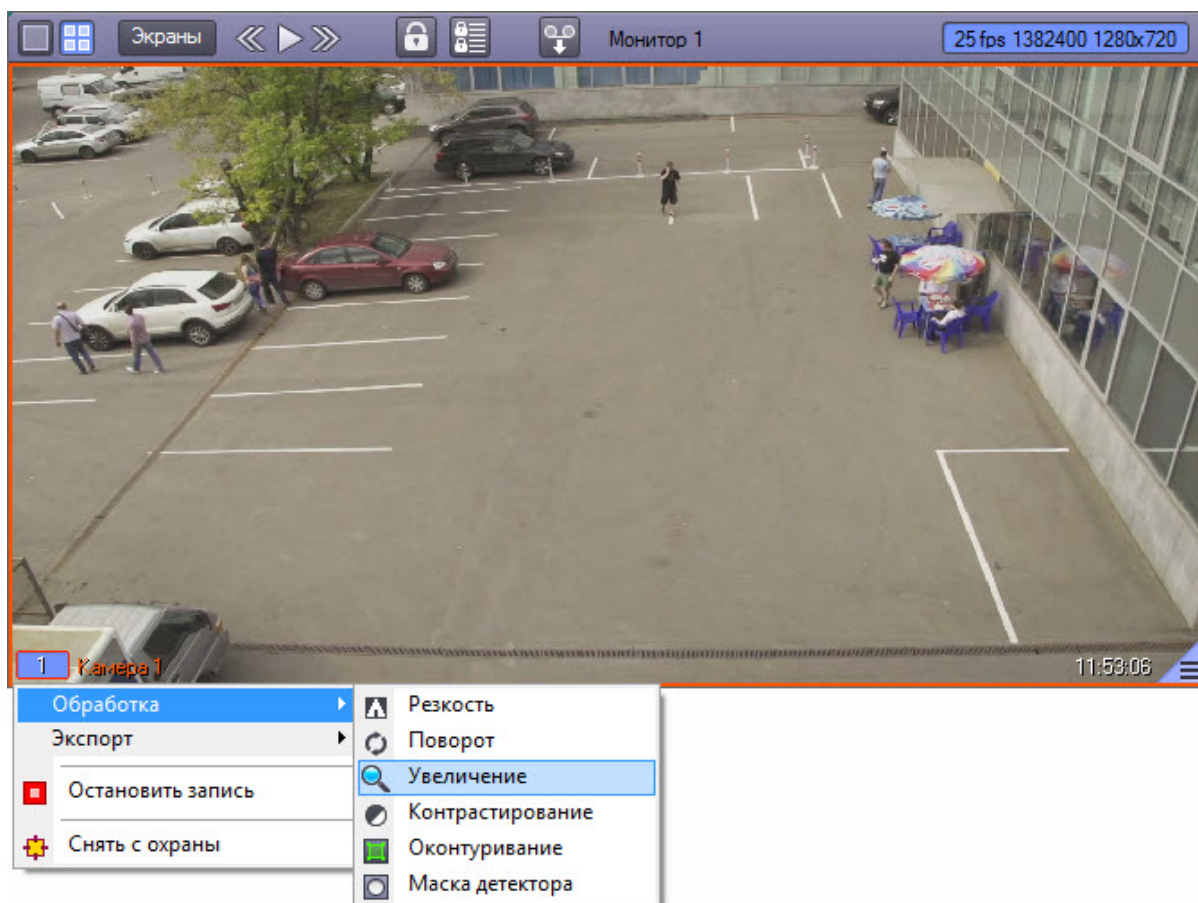 Экраны
Монитор 1
25 fps 1382400 1280x720
1 Камера 1
11:53:06
Обработка
Экспорт
Остановить запись
Снять с охраны
Резкость
Поворот
Увеличение
Контрастирование
Оконтуривание
Маска детектора